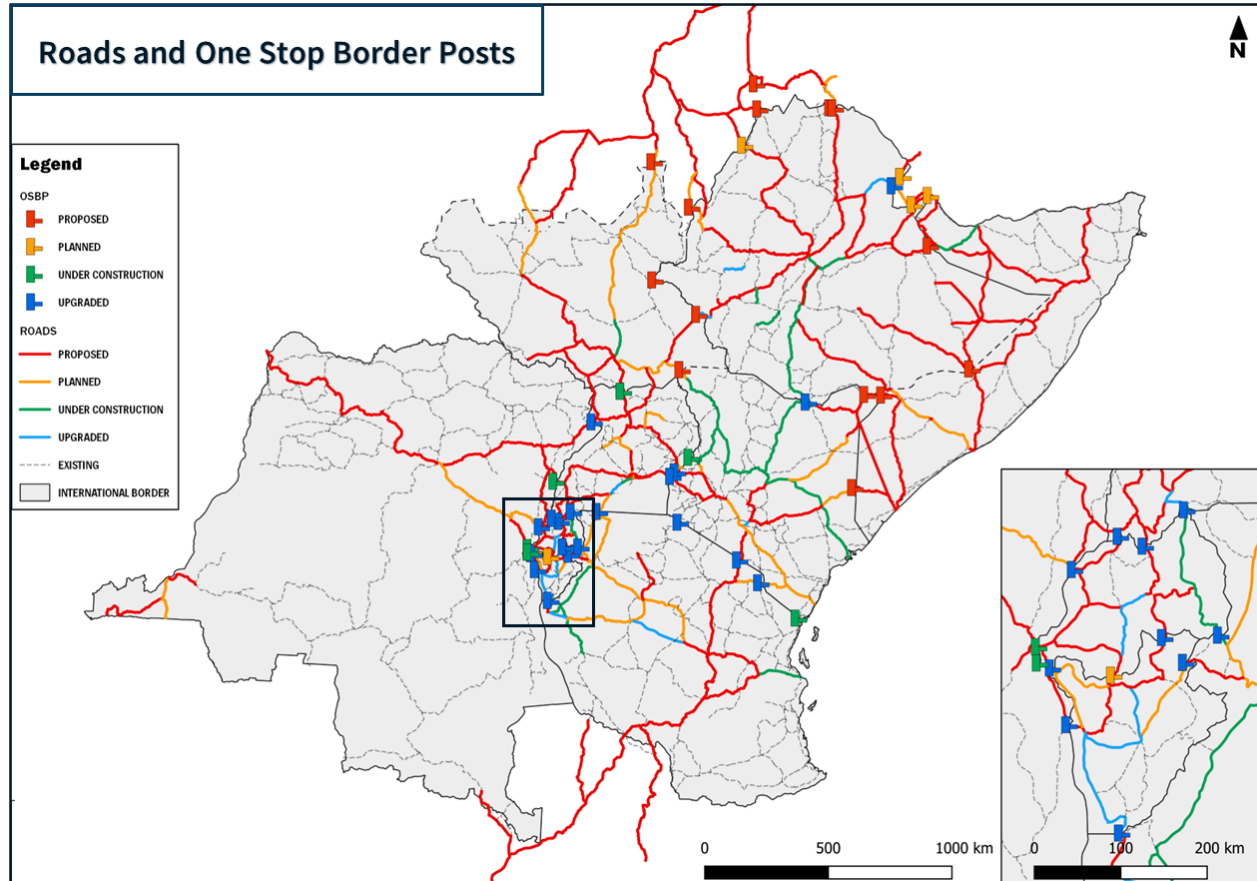 Roads and One Stop Border Posts
N
Legend
OSBP
PROPOSED
PLANNED
UNDER CONSTRUCTION
UPGRADED
ROADS
PROPOSED
PLANNED
UNDER CONSTRUCTION
UPGRADED
EXISTING
INTERNATIONAL BORDER
0 500 1000 km
0 100 200 km